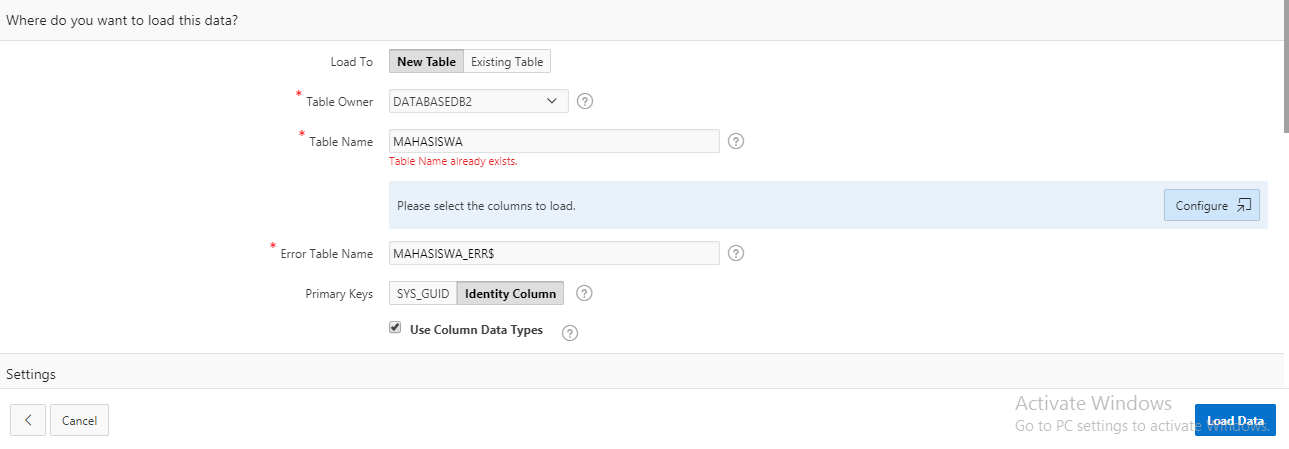 Where do you want to load this data?
Load To New Table Existing Table
* Table Owner DATABASEDB2 ?
* Table Name MAHASISWA ?
Table Name already exists.
Please select the columns to load. Configure
* Error Table Name MAHASISWA_ERR$ ?
Primary Keys SYS_GUID Identity Column ?
Use Column Data Types ?
Settings
Activate Windows
Cancel Go to PC settings to activate Windows. Load Data